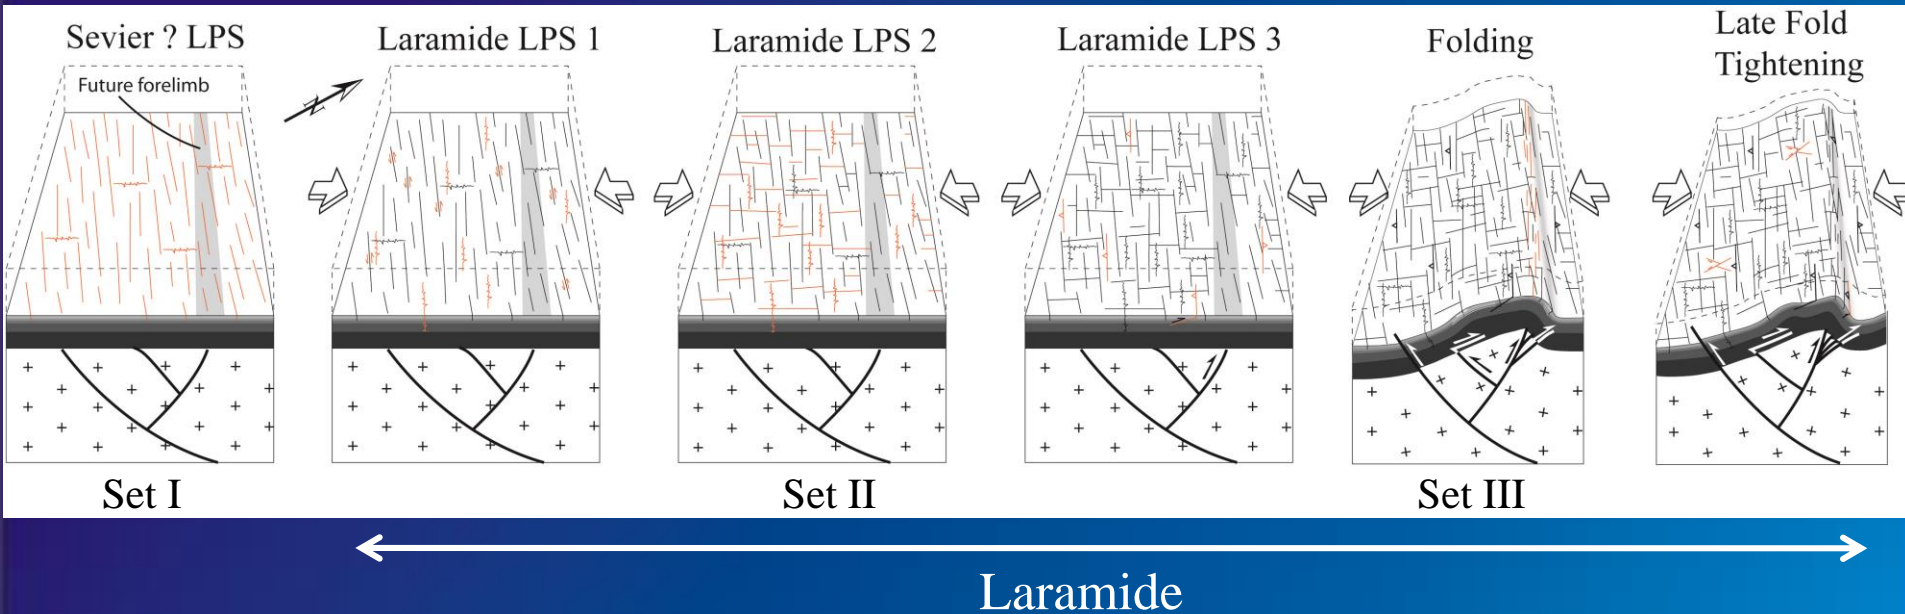 Sevier ? LPS
Future forelimb
N
Laramide LPS 1
Laramide LPS 2
Laramide LPS 3
Folding
Late Fold
Tightening
Set I
Set II
Set III
Laramide